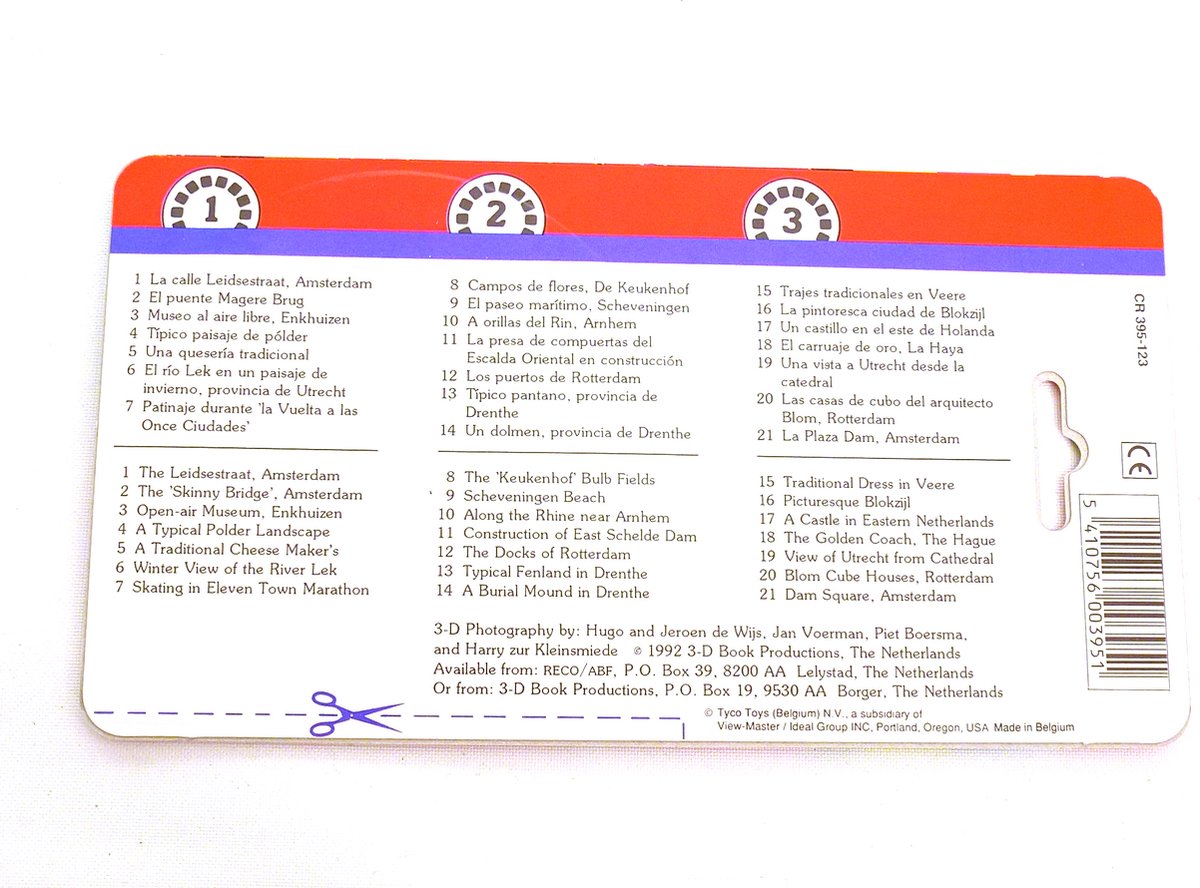 1
1 La calle Leidsestraat, Amsterdam
2 El puente Magere Brug
3 Museo al aire libre, Enkhuizen
4 Típico paisaje de pólder
5 Una quesería tradicional
6 El río Lek en un paisaje de
invierno, provincia de Utrecht
7 Patinaje durante 'la Vuelta a las
Once Ciudades'
1 The Leidsestraat, Amsterdam
2 The 'Skinny Bridge', Amsterdam
3 Open-air Museum, Enkhuizen
4 A Typical Polder Landscape
5 A Traditional Cheese Maker's
6 Winter View of the River Lek
7 Skating in Eleven Town Marathon
2
8 Campos de flores, De Keukenhof
9 El paseo marítimo, Scheveningen
10 A orillas del Rin, Arnhem
11 La presa de compuertas del
Escalda Oriental en construcción
12 Los puertos de Rotterdam
13 Típico pantano, provincia de
Drenthe
14 Un dolmen, provincia de Drenthe
8 The 'Keukenhof' Bulb Fields
9 Scheveningen Beach
10 Along the Rhine near Arnhem
11 Construction of East Schelde Dam
12 The Docks of Rotterdam
13 Typical Fenland in Drenthe
14 A Burial Mound in Drenthe
3
15 Trajes tradicionales en Veere
16 La pintoresca ciudad de Blokzijl
17 Un castillo en el este de Holanda
18 El carruaje de oro, La Haya
19 Una vista a Utrecht desde la
catedral
20 Las casas de cubo del arquitecto
Blom, Rotterdam
21 La Plaza Dam, Amsterdam
15 Traditional Dress in Veere
16 Picturesque Blokzijl
17 A Castle in Eastern Netherlands
18 The Golden Coach, The Hague
19 View of Utrecht from Cathedral
20 Blom Cube Houses, Rotterdam
21 Dam Square, Amsterdam
3-D Photography by: Hugo and Jeroen de Wijs, Jan Voerman, Piet Boersma,
and Harry zur Kleinsmiede © 1992 3-D Book Productions, The Netherlands
Available from: RECO/ABF, P.O. Box 39, 8200 AA Lelystad, The Netherlands
Or from: 3-D Book Productions, P.O. Box 19, 9530 AA Borger, The Netherlands
© Tyco Toys (Belgium) N.V., a subsidiary of
View-Master / Ideal Group INC, Portland, Oregon, USA Made in Belgium
CR 395-123
CE
5 410756 003951